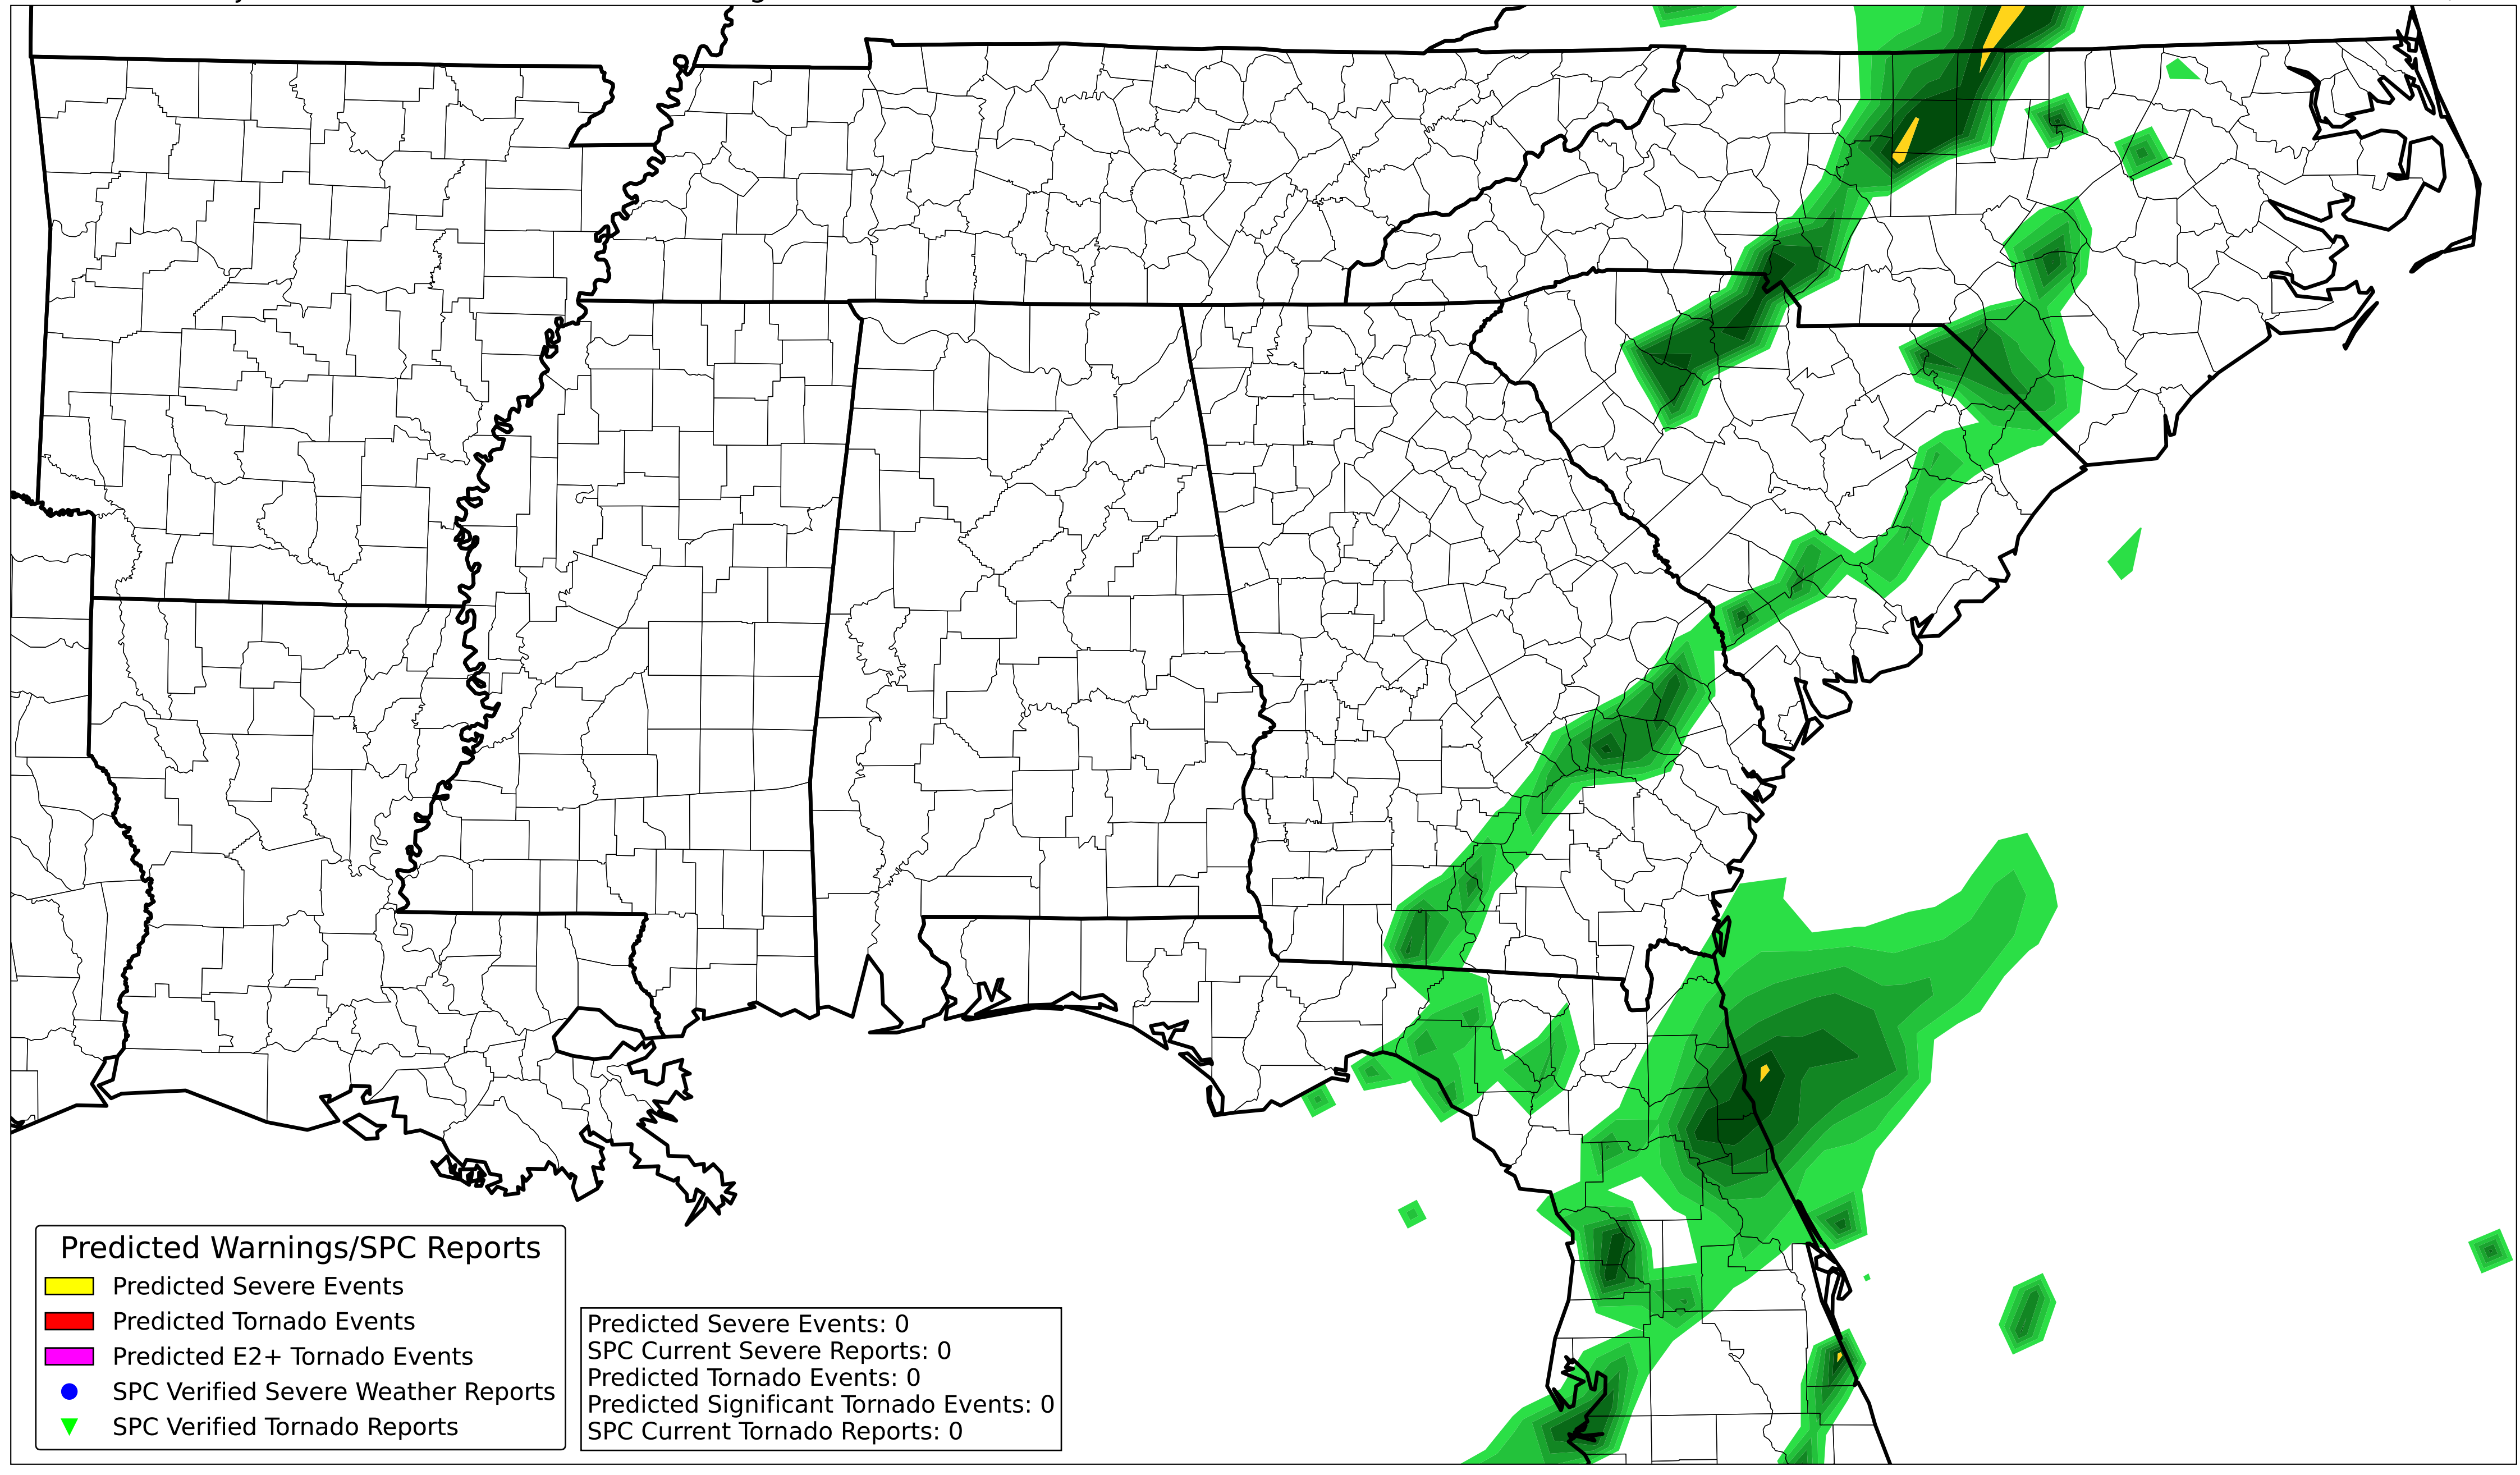 Predicted Warnings/SPC Reports
Predicted Severe Events
Predicted Tornado Events
Predicted E2+ Tornado Events
SPC Verified Severe Weather Reports
SPC Verified Tornado Reports
Predicted Severe Events: 0
SPC Current Severe Reports: 0
Predicted Tornado Events: 0
Predicted Significant Tornado Events: 0
SPC Current Tornado Reports: 0